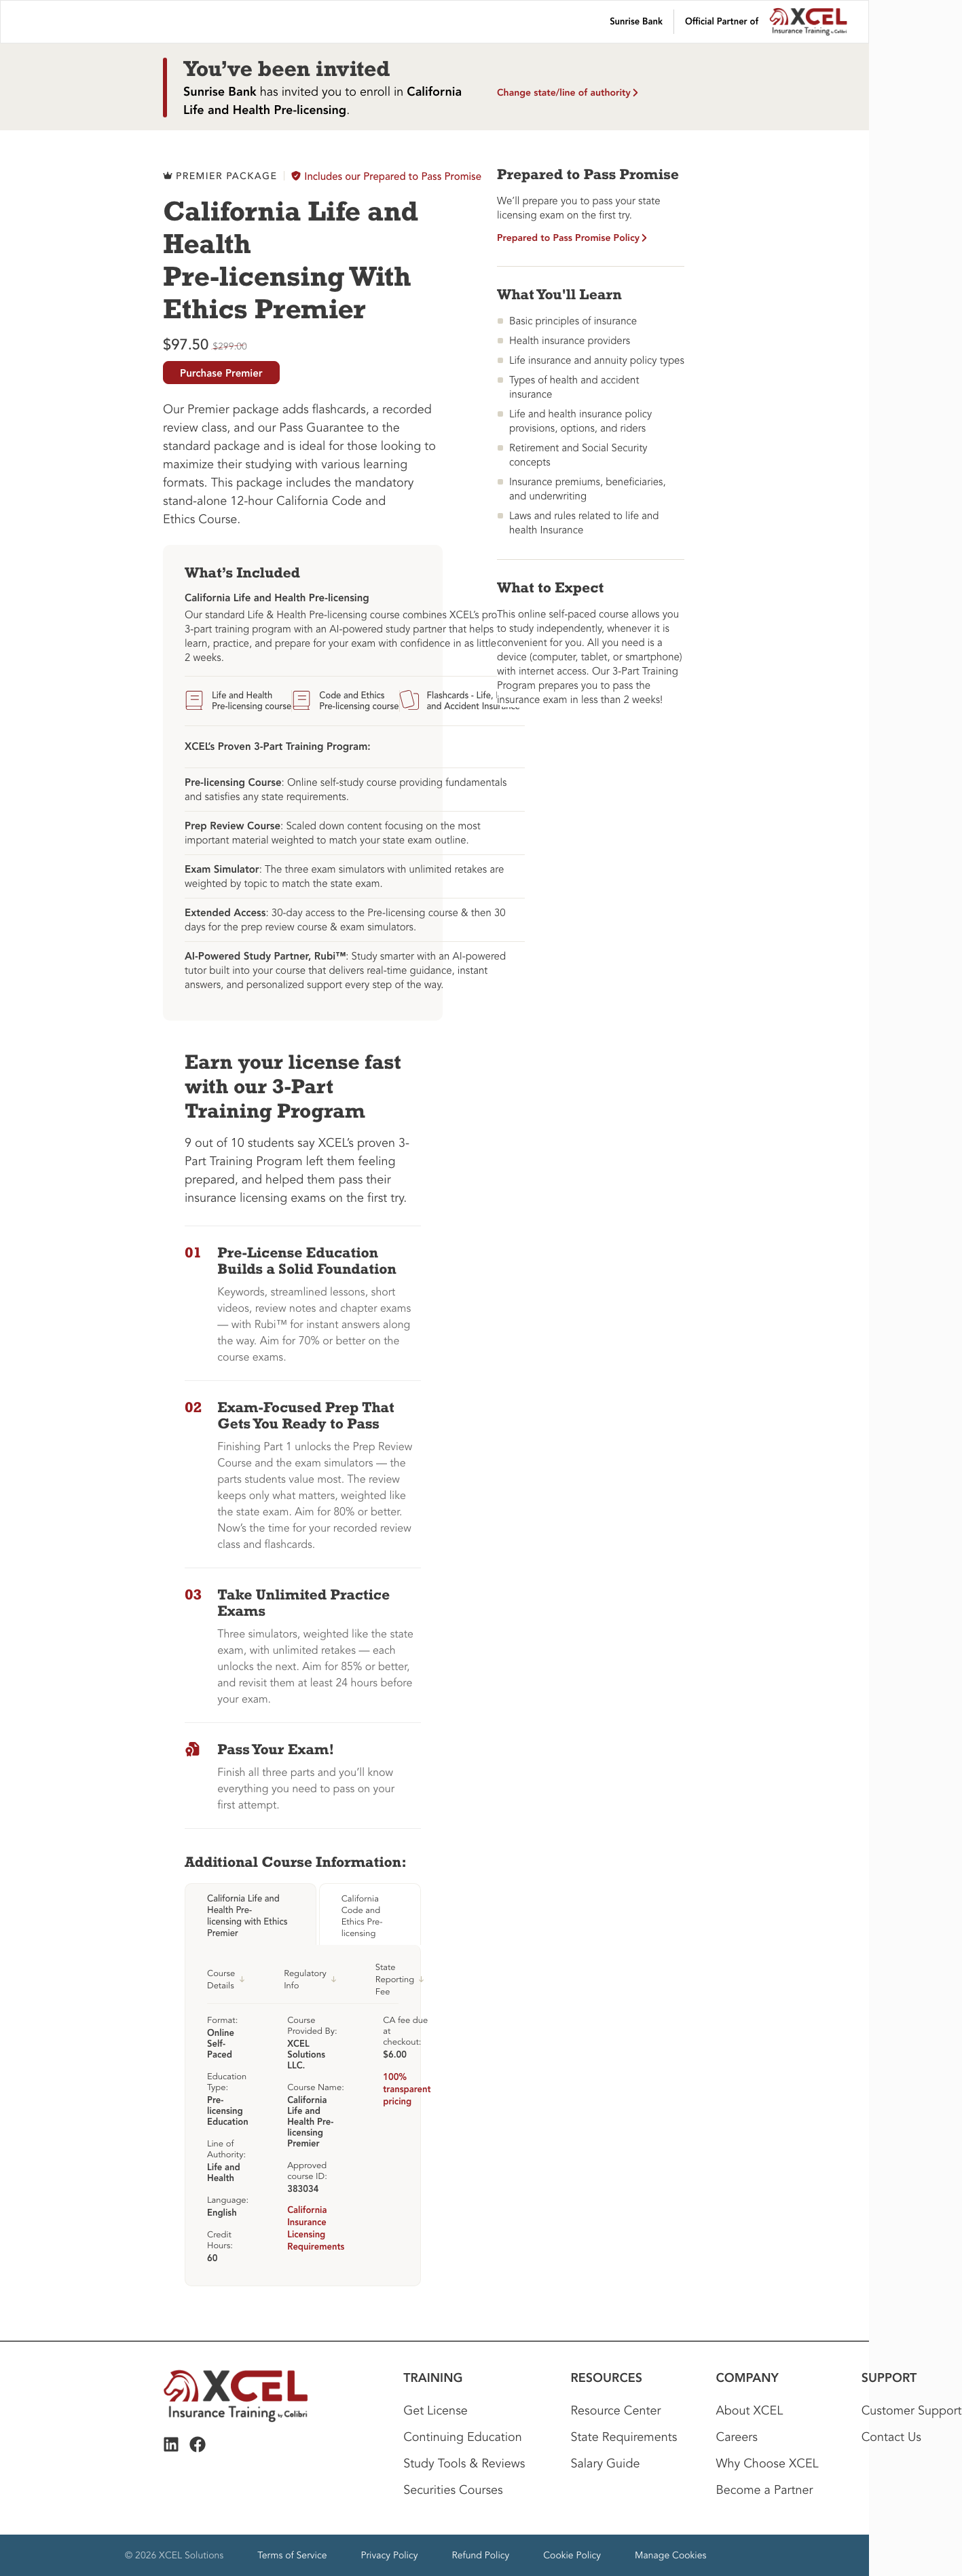 Sunrise Bank
Official Partner of
XCEL
Insurance Training by Colibri
You’ve been invited
Sunrise Bank has invited you to enroll in California
Life and Health Pre-licensing.
Change state/line of authority
PREMIER PACKAGE
Includes our Prepared to Pass Promise
California Life and
Health
Pre-licensing With
Ethics Premier
$97.50 $299.00
Purchase Premier
Our Premier package adds flashcards, a recorded
review class, and our Pass Guarantee to the
standard package and is ideal for those looking to
maximize their studying with various learning
formats. This package includes the mandatory
stand-alone 12-hour California Code and
Ethics Course.
What’s Included
California Life and Health Pre-licensing
Our standard Life & Health Pre-licensing course combines XCEL’s pro
3-part training program with an AI-powered study partner that helps
learn, practice, and prepare for your exam with confidence in as little
2 weeks.
Life and Health
Pre-licensing course
Code and Ethics
Pre-licensing course
Flashcards - Life,
and Accident Insurance
XCEL’s Proven 3-Part Training Program:
Pre-licensing Course: Online self-study course providing fundamentals
and satisfies any state requirements.
Prep Review Course: Scaled down content focusing on the most
important material weighted to match your state exam outline.
Exam Simulator: The three exam simulators with unlimited retakes are
weighted by topic to match the state exam.
Extended Access: 30-day access to the Pre-licensing course & then 30
days for the prep review course & exam simulators.
AI-Powered Study Partner, Rubi™: Study smarter with an AI-powered
tutor built into your course that delivers real-time guidance, instant
answers, and personalized support every step of the way.
Prepared to Pass Promise
We’ll prepare you to pass your state
licensing exam on the first try.
Prepared to Pass Promise Policy
What You'll Learn
Basic principles of insurance
Health insurance providers
Life insurance and annuity policy types
Types of health and accident
insurance
Life and health insurance policy
provisions, options, and riders
Retirement and Social Security
concepts
Insurance premiums, beneficiaries,
and underwriting
Laws and rules related to life and
health Insurance
What to Expect
This online self-paced course allows you
to study independently, whenever it is
convenient for you. All you need is a
device (computer, tablet, or smartphone)
with internet access. Our 3-Part Training
Program prepares you to pass the
insurance exam in less than 2 weeks!
Earn your license fast
with our 3-Part
Training Program
9 out of 10 students say XCEL’s proven 3-
Part Training Program left them feeling
prepared, and helped them pass their
insurance licensing exams on the first try.
01
Pre-License Education
Builds a Solid Foundation
Keywords, streamlined lessons, short
videos, review notes and chapter exams
— with Rubi™ for instant answers along
the way. Aim for 70% or better on the
course exams.
02
Exam-Focused Prep That
Gets You Ready to Pass
Finishing Part 1 unlocks the Prep Review
Course and the exam simulators — the
parts students value most. The review
keeps only what matters, weighted like
the state exam. Aim for 80% or better.
Now’s the time for your recorded review
class and flashcards.
03
Take Unlimited Practice
Exams
Three simulators, weighted like the state
exam, with unlimited retakes — each
unlocks the next. Aim for 85% or better,
and revisit them at least 24 hours before
your exam.
Pass Your Exam!
Finish all three parts and you’ll know
everything you need to pass on your
first attempt.
Additional Course Information:
California Life and
Health Pre-
licensing with Ethics
Premier
California
Code and
Ethics Pre-
licensing
Course
Details
Regulatory
Info
State
Reporting
Fee
Format:
Online
Self-
Paced
Education
Type:
Pre-
licensing
Education
Line of
Authority:
Life and
Health
Language:
English
Credit
Hours:
60
Course
Provided By:
XCEL
Solutions
LLC.
Course Name:
California
Life and
Health Pre-
licensing
Premier
Approved
course ID:
383034
California
Insurance
Licensing
Requirements
CA fee due
at
checkout:
$6.00
100%
transparent
pricing
XCEL
Insurance Training by Colibri
TRAINING
Get License
Continuing Education
Study Tools & Reviews
Securities Courses
RESOURCES
Resource Center
State Requirements
Salary Guide
COMPANY
About XCEL
Careers
Why Choose XCEL
Become a Partner
SUPPORT
Customer Support
Contact Us
© 2026 XCEL Solutions
Terms of Service
Privacy Policy
Refund Policy
Cookie Policy
Manage Cookies